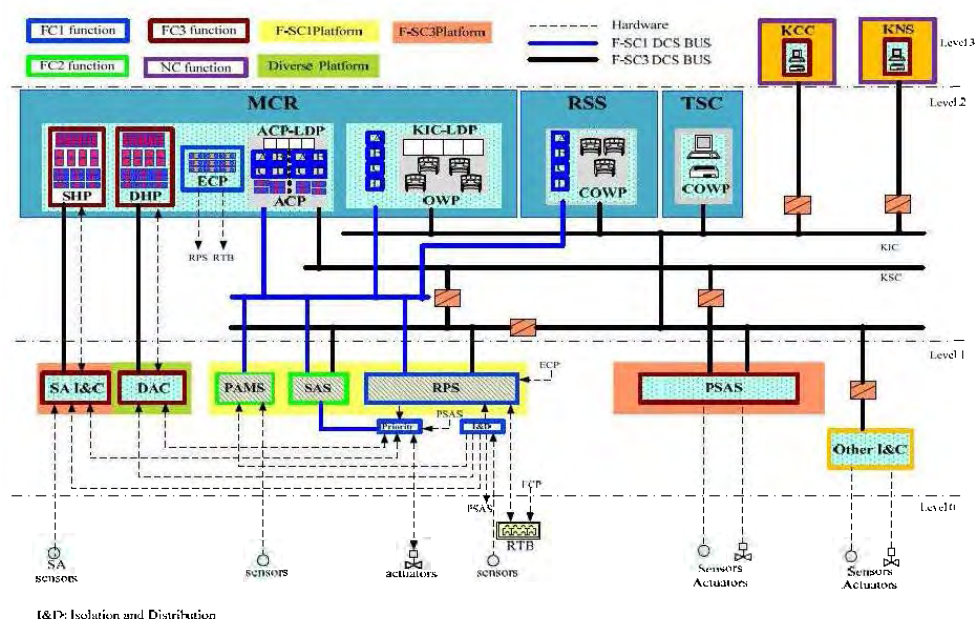 FC1 function
FC3 function
F-SC1Platform
F-SC3Platform
FC2 function
NC function
Diverse Platform
Hardware
F-SC1 DCS BUS
F-SC3 DCS BUS
KCC
KNS
Level3
Level 2
MCR
RSS
TSC
ACP-LDP
KIC-LDP
SHP
DHP
ECP
ACP
OWP
COWP
COWP
RPS
RTB
KIC
KSC
Level 1
SA I&C
DAC
PAMS
SAS
RPS
ECP
PSAS
PSAS
I&D
Other I&C
PSAS
ECP
RTB
SA
sensors
sensors
actuators
sensors
Sensors
Actuators
Sensors
Actuators
I&D: Isolation and Distribution